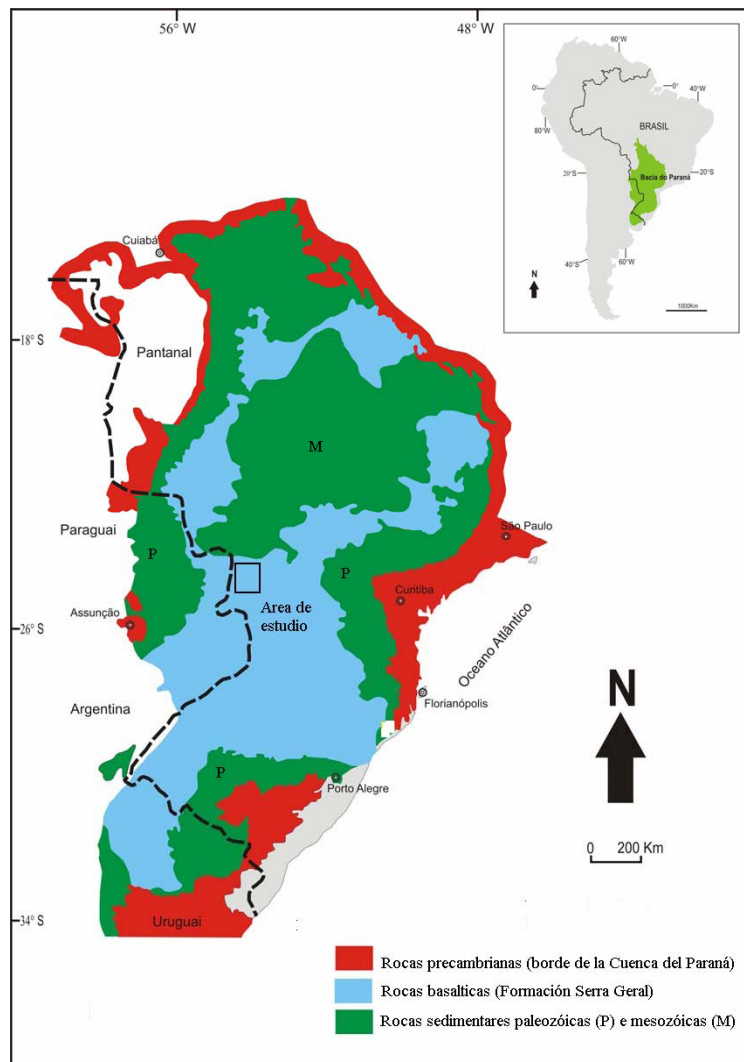 56° W
48° W
60°W
0°
0°
40°W
80°W
BRASIL
Bacia do Paraná
20°S
20°S
60°W
40°S
N
1000Km
Cuiabá
Pantanal
18° S
M
Paraguai
São Paulo
P
P
Curitiba
Assunção
Area de
estudio
26° S
Oceano Atlântico
Argentina
Florianópolis
N
P
Porto Alegre
0 200 Km
Uruguai
34° S
Rocas precambrianas (borde de la Cuenca del Paraná)
Rocas basalticas (Formación Serra Geral)
Rocas sedimentares paleozóicas (P) e mesozóicas (M)